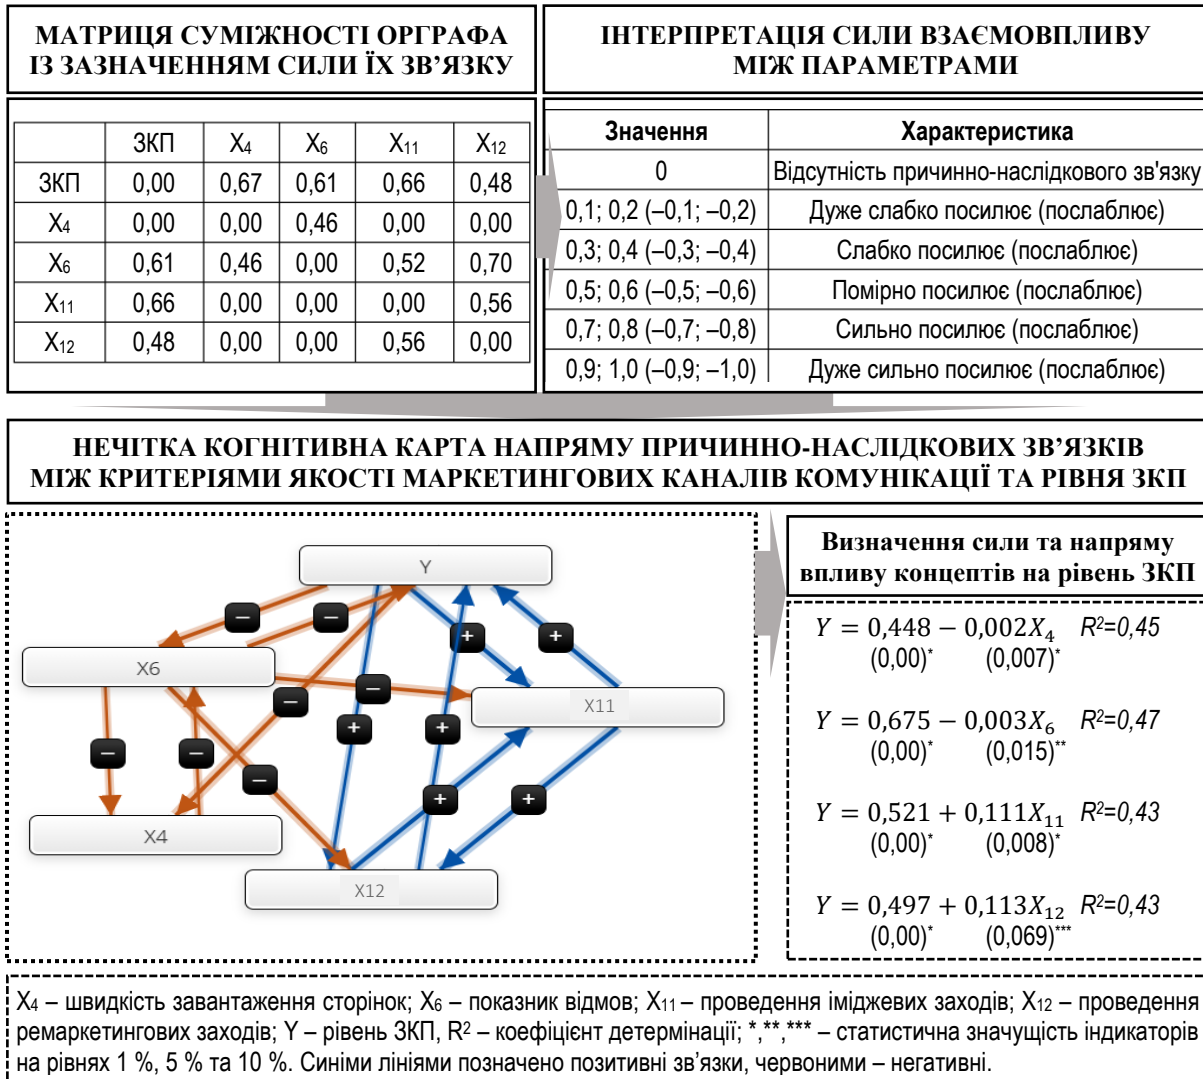 МАТРИЦЯ СУМІЖНОСТІ ОРГРАФА
ІЗ ЗАЗНАЧЕННЯМ СИЛИ ЇХ ЗВ’ЯЗКУ
ІНТЕРПРЕТАЦІЯ СИЛИ ВЗАЄМОВПЛИВУ
МІЖ ПАРАМЕТРАМИ
ЗКП X4 X6 X11 X12
ЗКП 0,00 0,67 0,61 0,66 0,48
X4 0,00 0,00 0,46 0,00 0,00
X6 0,61 0,46 0,00 0,52 0,70
X11 0,66 0,00 0,00 0,00 0,56
X12 0,48 0,00 0,00 0,56 0,00
Значення Характеристика
0 Відсутність причинно-наслідкового зв'язку
0,1; 0,2 (–0,1; –0,2) Дуже слабко посилює (послаблює)
0,3; 0,4 (–0,3; –0,4) Слабко посилює (послаблює)
0,5; 0,6 (–0,5; –0,6) Помірно посилює (послаблює)
0,7; 0,8 (–0,7; –0,8) Сильно посилює (послаблює)
0,9; 1,0 (–0,9; –1,0) Дуже сильно посилює (послаблює)
НЕЧІТКА КОГНІТИВНА КАРТА НАПРЯМУ ПРИЧИННО-НАСЛІДКОВИХ ЗВ’ЯЗКІВ
МІЖ КРИТЕРІЯМИ ЯКОСТІ МАРКЕТИНГОВИХ КАНАЛІВ КОМУНІКАЦІЇ ТА РІВНЯ ЗКП
Y
– –
+ +
X6
–
–
X11
+ +
– –
–
+ +
X4
X12
Визначення сили та напряму
впливу концептів на рівень ЗКП
Y = 0,448 − 0,002X4 R2=0,45
(0,00)* (0,007)*
Y = 0,675 − 0,003X6 R2=0,47
(0,00)* (0,015)**
Y = 0,521 + 0,111X11 R2=0,43
(0,00)* (0,008)*
Y = 0,497 + 0,113X12 R2=0,43
(0,00)* (0,069)***
X4 – швидкість завантаження сторінок; X6 – показник відмов; X11 – проведення іміджевих заходів; X12 – проведення
ремаркетингових заходів; Y – рівень ЗКП, R2 – коефіцієнт детермінації; *,**,*** – статистична значущість індикаторів
на рівнях 1 %, 5 % та 10 %. Синіми лініями позначено позитивні зв’язки, червоними – негативні.